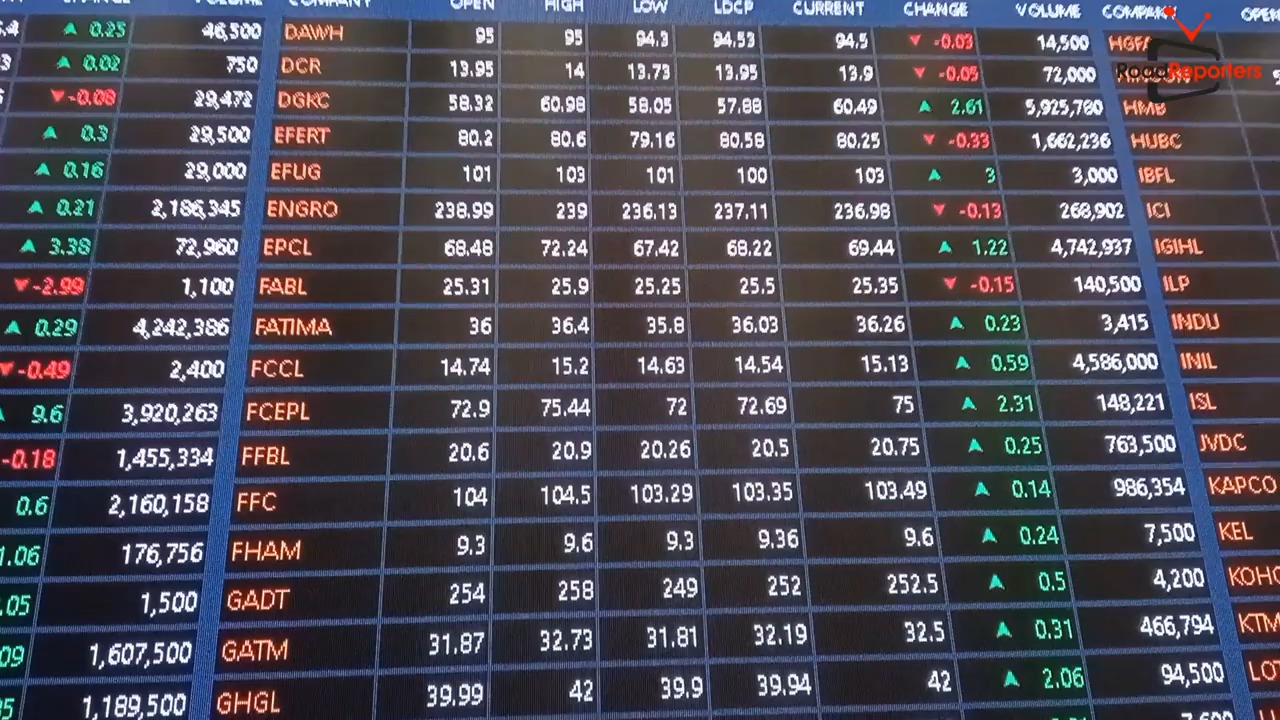 VOLUME COMPANY OPEN HIGH LOW LDCP CURRENT CHANGE VOLUME COMPANY
0.25 46,500 DAWH 95 95 94.3 94.53 94.5 -0.03 14,500
0.02 750 DCR 13.95 14 13.73 13.95 13.9 -0.05 72,000
RoadReporters
-0.08 29,472 DGKC 58.32 60.98 58.05 57.88 60.49 2.61 5,925,780 HMB
0.3 29,500 EFERT 80.2 80.6 79.16 80.58 80.25 -0.33 1,662,236 HUBC
0.16 29,000 EFUG 101 103 101 100 103 3 3,000 IBFL
0.21 2,186,345 ENGRO 238.99 239 236.13 237.11 236.98 -0.13 268,902 ICI
3.38 72,960 EPCL 68.48 72.24 67.42 68.22 69.44 1.22 4,742,937 IGIHL
-2.99 1,100 FABL 25.31 25.9 25.25 25.5 25.35 -0.15 140,500 ILP
0.29 4,242,386 FATIMA 36 36.4 35.8 36.03 36.26 0.23 3,415 INDU
-0.49 2,400 FCCL 14.74 15.2 14.63 14.54 15.13 0.59 4,586,000 INIL
9.6 3,920,263 FCEPL 72.9 75.44 72 72.69 75 2.31 148,221 ISL
-0.18 1,455,334 FFBL 20.6 20.9 20.26 20.5 20.75 0.25 763,500 JVDC
0.6 2,160,158 FFC 104 104.5 103.29 103.35 103.49 0.14 986,354 KAPCO
1.06 176,756 FHAM 9.3 9.6 9.3 9.36 9.6 0.24 7,500 KEL
.05 1,500 GADT 254 258 249 252 252.5 0.5 4,200 KOHC
09 1,607,500 GATM 31.87 32.73 31.81 32.19 32.5 0.31 466,794 KTM
1,189,500 GHGL 39.99 42 39.9 39.94 42 2.06 94,500